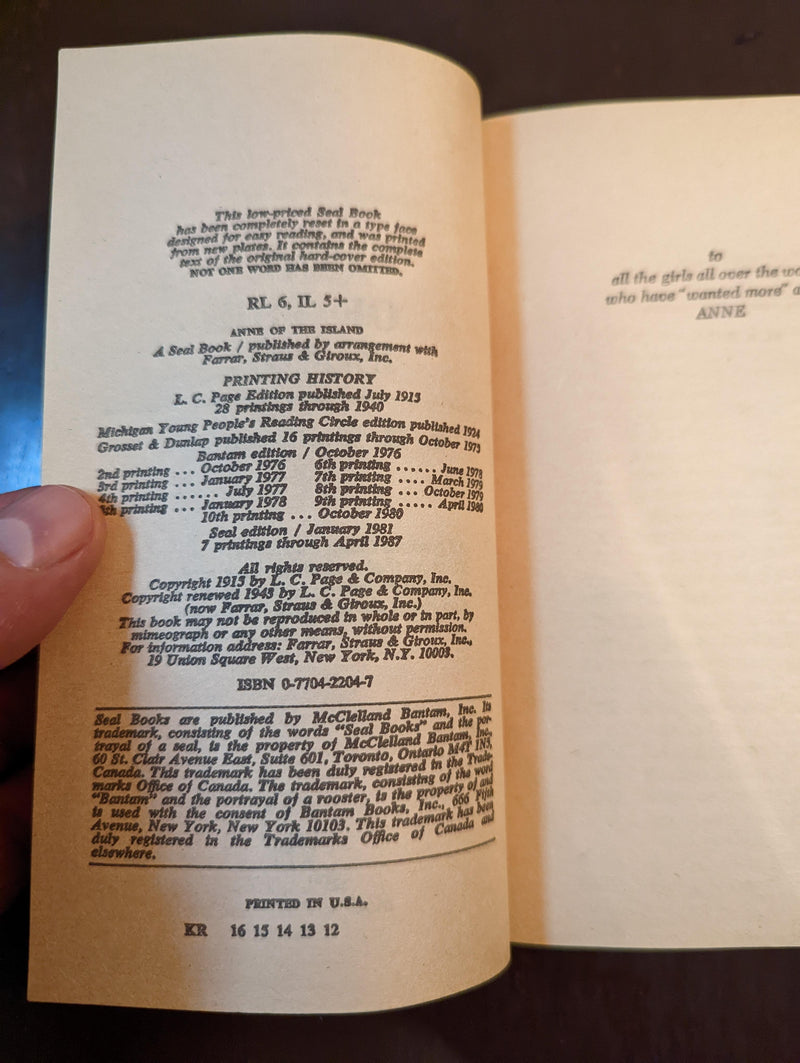 This low-priced Seal Book
has been completely reset in a type face
designed for easy reading, and was printed
from new plates. It contains the complete
text of the original hard-cover edition.
NOT ONE WORD HAS BEEN OMITTED.
RL 6, IL 5+
ANNE OF THE ISLAND
A Seal Book / published by arrangement with
Farrar, Straus & Giroux, Inc.
PRINTING HISTORY
L. C. Page Edition published July 1915
28 printings through 1940
Michigan Young People's Reading Circle edition published 1924
Grosset & Dunlap published 16 printings through October 1973
Bantam edition / October 1976
2nd printing ... October 1976 6th printing ...... June 1978
3rd printing ... January 1977 7th printing .... March 1979
4th printing ...... July 1977 8th printing ... October 1979
5th printing ... January 1978 9th printing ..... April 1980
10th printing ... October 1980
Seal edition / January 1981
7 printings through April 1987
All rights reserved.
Copyright 1915 by L. C. Page & Company, Inc.
Copyright renewed 1943 by L. C. Page & Company, Inc.
(now Farrar, Straus & Giroux, Inc.)
This book may not be reproduced in whole or in part, by
mimeograph or any other means, without permission.
For information address: Farrar, Straus & Giroux, Inc.,
19 Union Square West, New York, N.Y. 10003.
ISBN 0-7704-2204-7
Seal Books are published by McClelland Bantam, Inc. Its
trademark, consisting of the words "Seal Books" and the por-
trayal of a seal, is the property of McClelland Bantam, Inc.,
60 St. Clair Avenue East, Suite 601, Toronto, Ontario M4T 1N5,
Canada. This trademark has been duly registered in the Trade-
marks Office of Canada. The trademark, consisting of the word
"Bantam" and the portrayal of a rooster, is the property of and
is used with the consent of Bantam Books, Inc., 666 Fifth
Avenue, New York, New York 10103. This trademark has been
duly registered in the Trademarks Office of Canada and
elsewhere.
PRINTED IN U.S.A.
KR 16 15 14 13 12
to
all the girls all over the
who have "wanted more"
ANNE